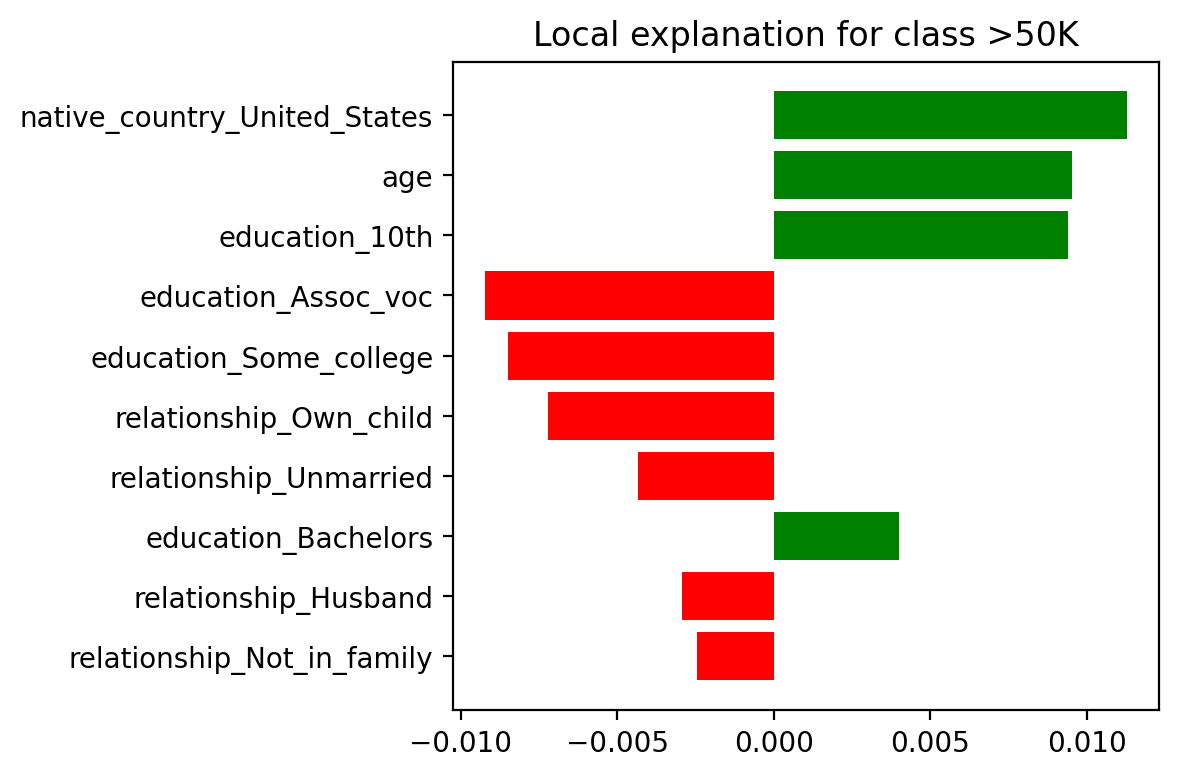 Local explanation for class >50K
native_country_United_States
age
education_10th
education_Assoc_voc
education_Some_college
relationship_Own_child
relationship_Unmarried
education_Bachelors
relationship_Husband
relationship_Not_in_family
−0.010 −0.005 0.000 0.005 0.010